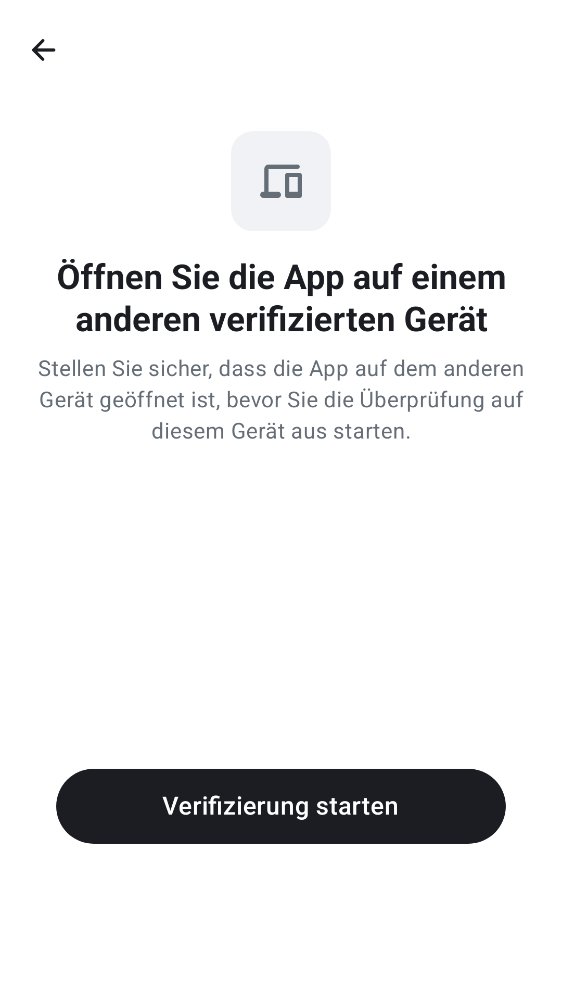 Öffnen Sie die App auf einem
anderen verifizierten Gerät
Stellen Sie sicher, dass die App auf dem anderen
Gerät geöffnet ist, bevor Sie die Überprüfung auf
diesem Gerät aus starten.
Verifizierung starten